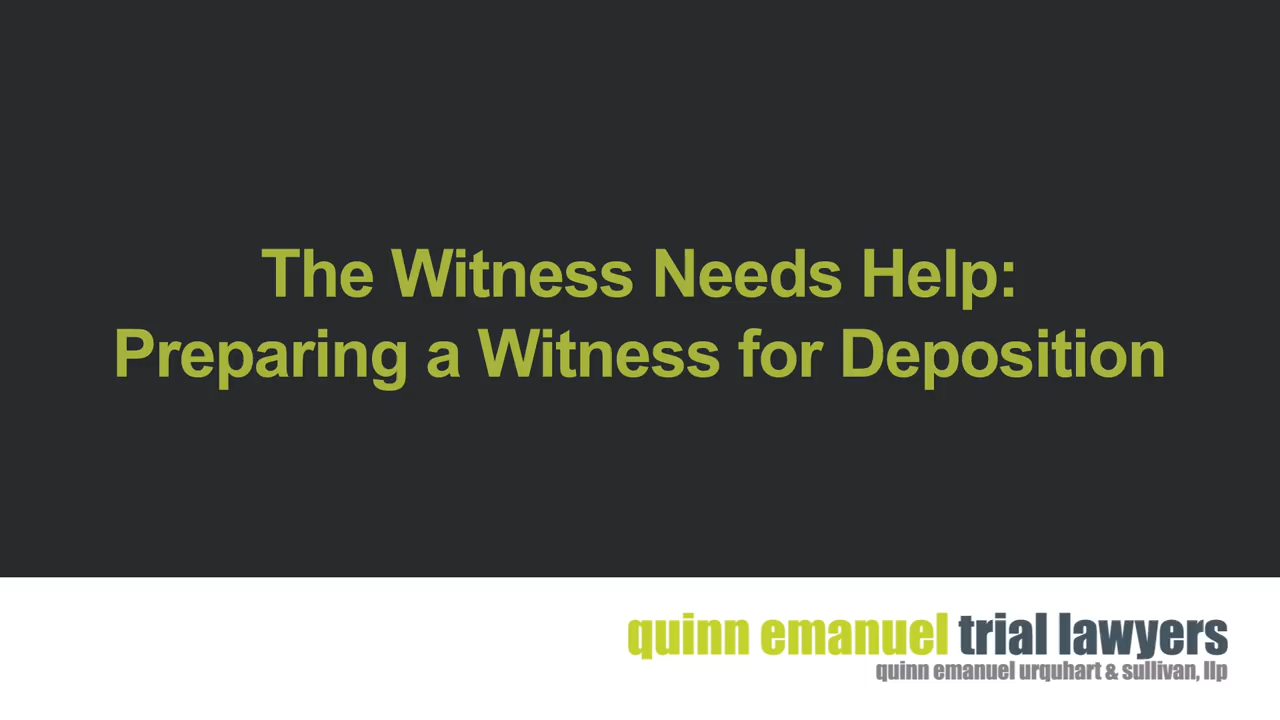 The Witness Needs Help:
Preparing a Witness for Deposition
quinn emanuel trial lawyers
quinn emanuel urquhart & sullivan, llp